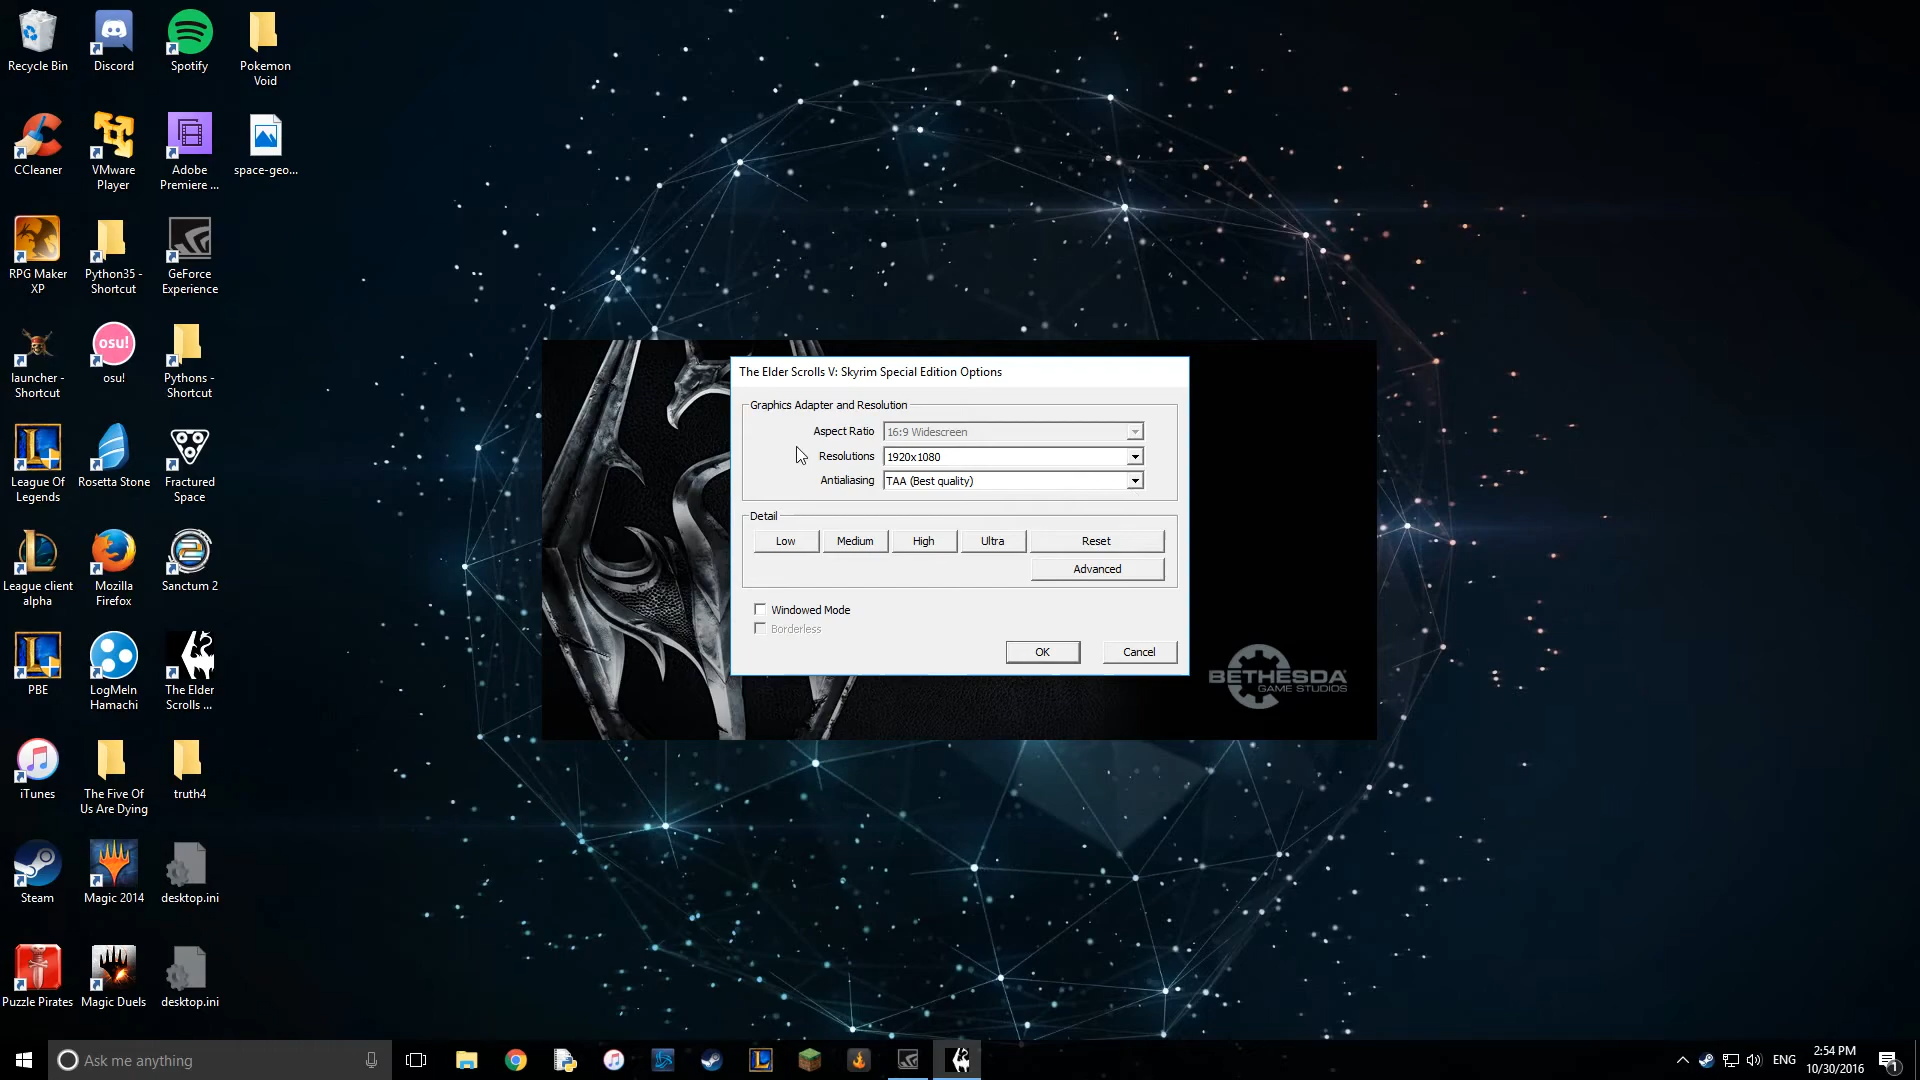 Recycle Bin
Discord
Spotify
Pokemon
Void
CCleaner
VMware
Player
Adobe
Premiere ...
space-geo...
RPG Maker
XP
Python35 -
Shortcut
GeForce
Experience
launcher -
Shortcut
osu!
osu!
Pythons -
Shortcut
League Of
Legends
Rosetta Stone
Fractured
Space
League client
alpha
Mozilla
Firefox
Sanctum 2
PBE
LogMeIn
Hamachi
The Elder
Scrolls ...
iTunes
The Five Of
Us Are Dying
truth4
Steam
Magic 2014
desktop.ini
Puzzle Pirates
Magic Duels
desktop.ini
The Elder Scrolls V: Skyrim Special Edition Options
Graphics Adapter and Resolution
Aspect Ratio
16:9 Widescreen
Resolutions
1920x1080
Antialiasing
TAA (Best quality)
Detail
Low
Medium
High
Ultra
Reset
Advanced
Windowed Mode
Borderless
OK
Cancel
BETHESDA
GAME STUDIOS
Ask me anything
ENG
2:54 PM
10/30/2016
1